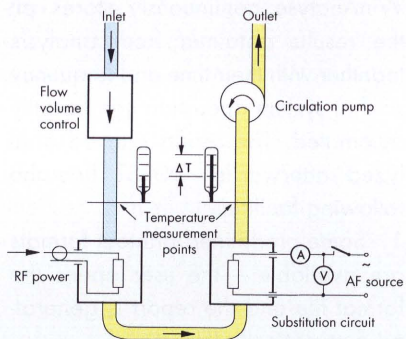 Inlet
Outlet
Flow
volume
control
Circulation pump
ΔT
Temperature
measurement
points
RF power
A
V
AF source
Substitution circuit